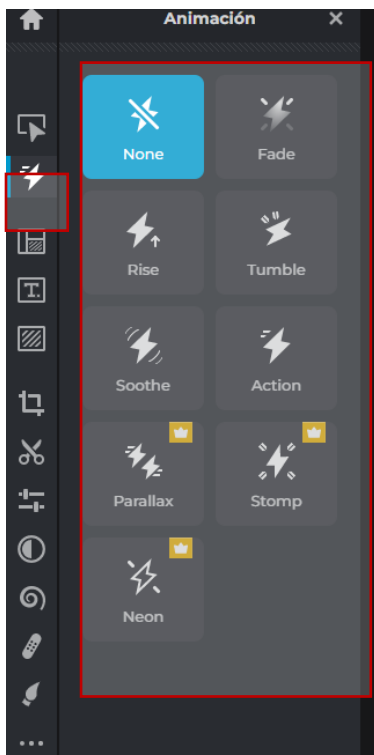 Animación
None
Fade
Rise
Tumble
Soothe
Action
Parallax
Stomp
Neon